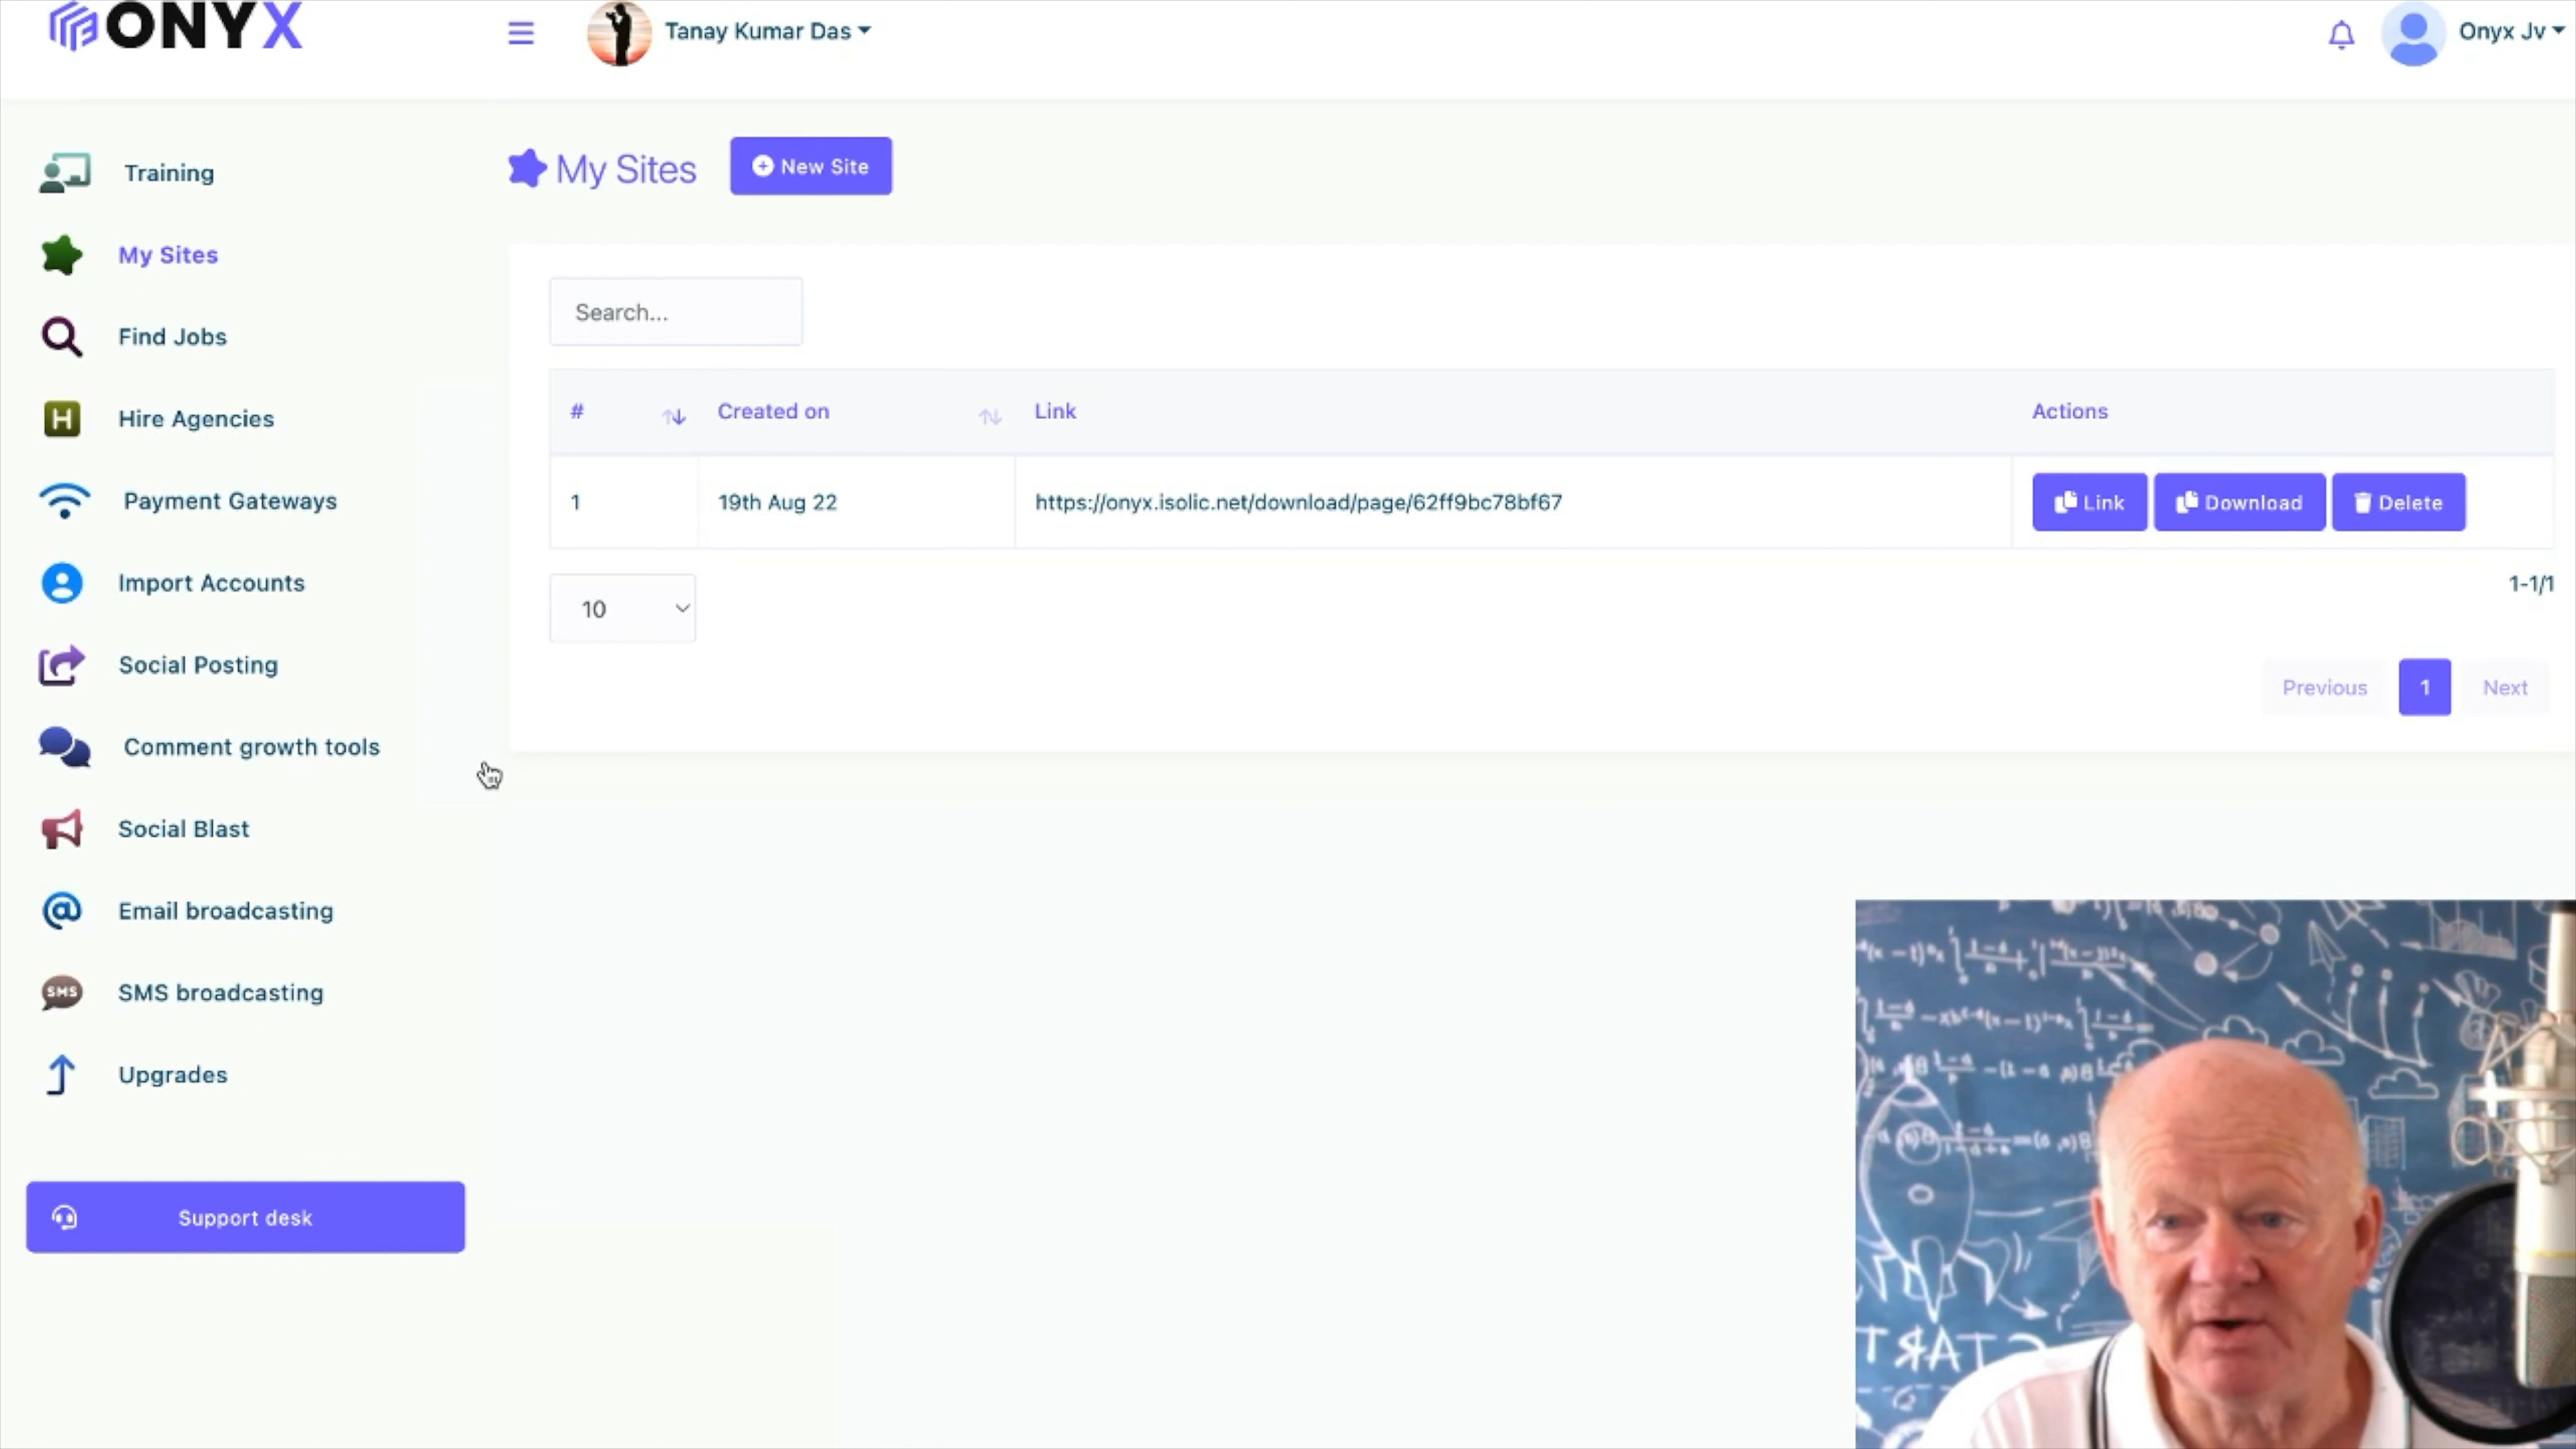 ONYX
Tanay Kumar Das
Onyx Jv
Training
My Sites
Find Jobs
Hire Agencies
Payment Gateways
Import Accounts
Social Posting
Comment growth tools
Social Blast
Email broadcasting
SMS
SMS broadcasting
Upgrades
Support desk
My Sites
New Site
Search...
# Created on Link Actions
1 19th Aug 22 https://onyx.isolic.net/download/page/62ff9bc78bf67 Link Download Delete
10
1-1/1
Previous 1 Next